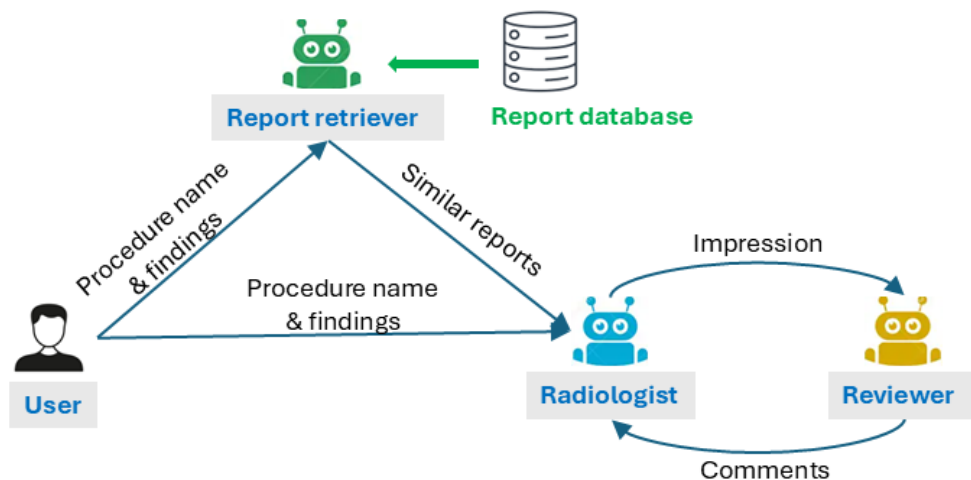 Report retriever
Report database
Procedure name
& findings
Similar reports
Procedure name
& findings
Impression
User
Radiologist
Reviewer
Comments